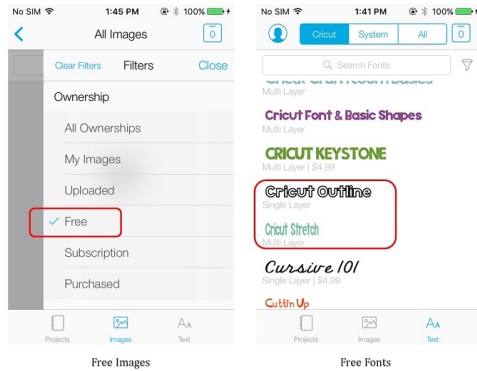 No SIM 1:45 PM 100%
All Images
0
Clear Filters Filters Close
Ownership
All Ownerships
My Images
Uploaded
Free
Subscription
Purchased
Projects Images Text
Free Images
No SIM 1:41 PM 100%
Cricut System All 0
Search Fonts
Multi Layer
Cricut Font & Basic Shapes
Multi Layer
CRICUT KEYSTONE
Multi Layer | $4.99
Cricut Outline
Single Layer
Cricut Stretch
Multi Layer
Cursive 101
Single Layer | $4.99
Cuttin Up
Projects Images Text
Free Fonts